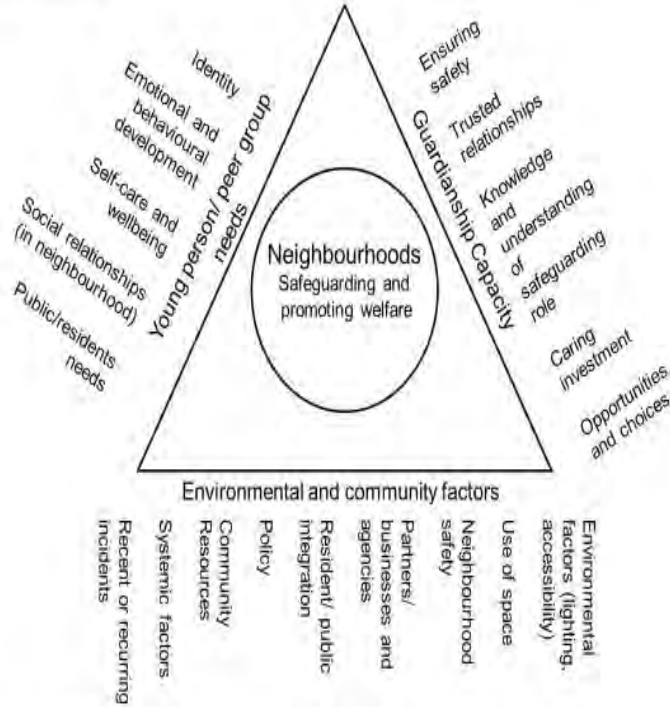 Identity
Emotional and
behavioural
development
Self-care and
wellbeing
Social relationships
(in neighbourhood)
Public/residents
needs
Young person/ peer group
needs
Ensuring
safety
Trusted
relationships
Knowledge
and
understanding
of
safeguarding
role
Caring
investment
Opportunities
and choices
Guardianship Capacity
Neighbourhoods
Safeguarding and
promoting welfare
Environmental and community factors
Recent or recurring
incidents
Systemic factors
Community
Resources
Policy
Resident/ public
integration
Partners/
businesses and
agencies
Neighbourhood
safety
Use of space
Environmental
factors (lighting,
accessibility)